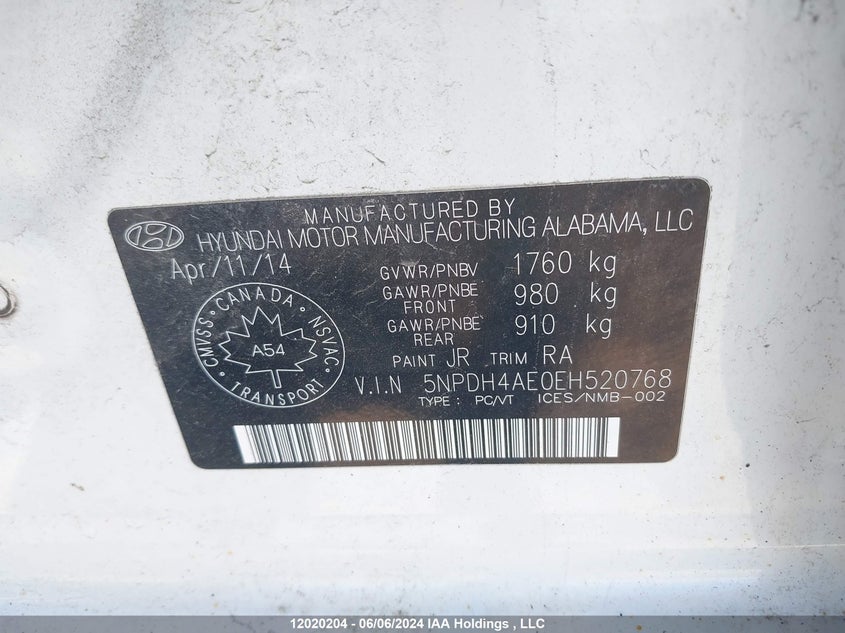 MANUFACTURED BY
HYUNDAI MOTOR MANUFACTURING ALABAMA, LLC
Apr/11/14
GVWR/PNBV 1760 kg
GAWR/PNBE FRONT 980 kg
GAWR/PNBE REAR 910 kg
PAINT JR TRIM RA
V.I.N 5NPDH4AE0EH520768
TYPE: PC/VT ICES/NMB-002
CMVSS • CANADA • NSVAC • TRANSPORT •
A54
12020204 - 06/06/2024 IAA Holdings , LLC